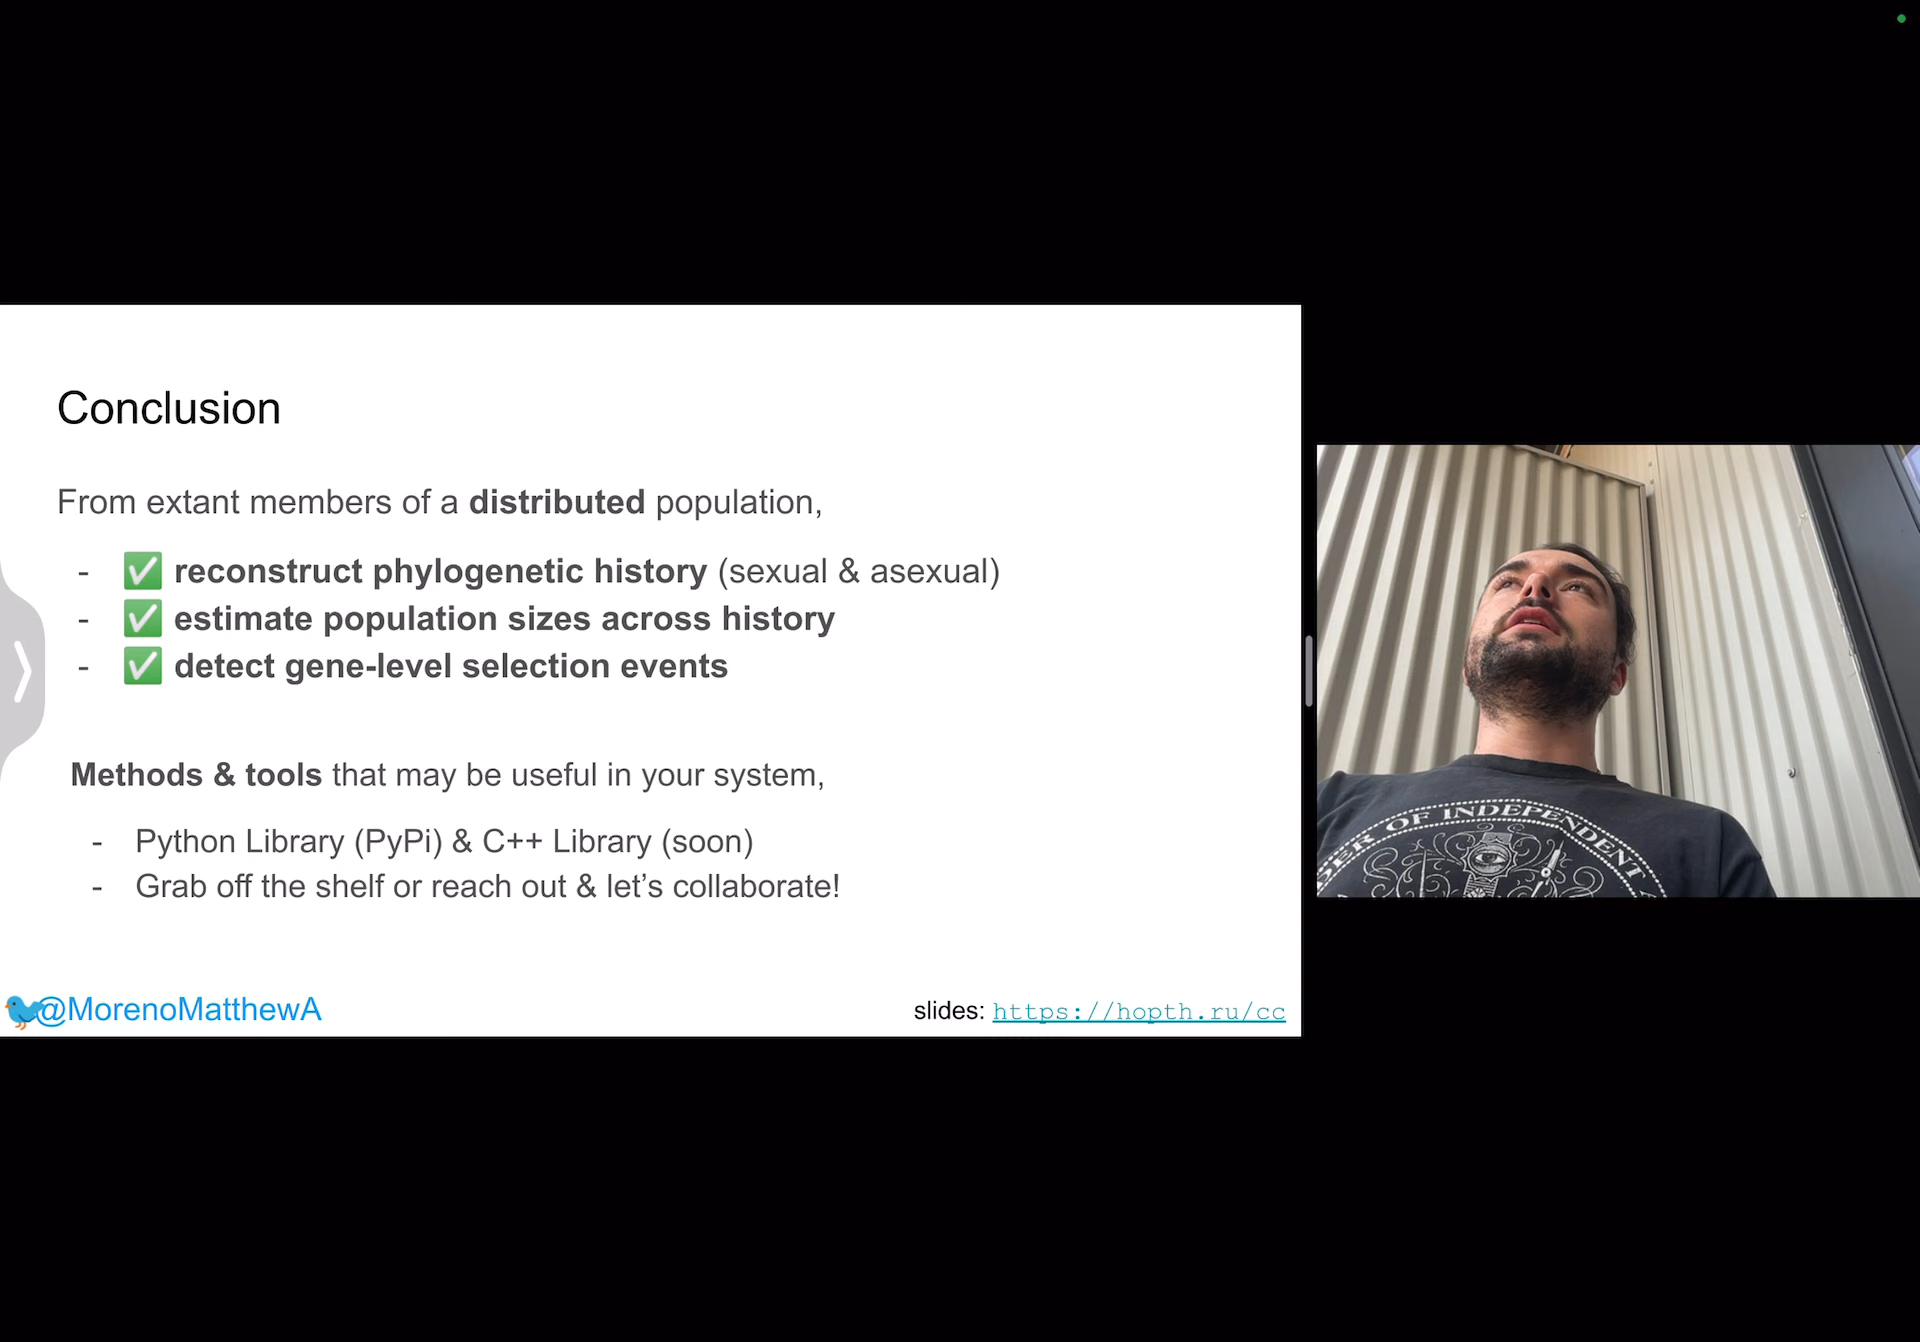 Conclusion
From extant members of a distributed population,
- ✅ reconstruct phylogenetic history (sexual & asexual)
- ✅ estimate population sizes across history
- ✅ detect gene-level selection events
Methods & tools that may be useful in your system,
- Python Library (PyPi) & C++ Library (soon)
- Grab off the shelf or reach out & let’s collaborate!
@MorenoMatthewA
slides: https://hopth.ru/cc
OF INDEPENDENT